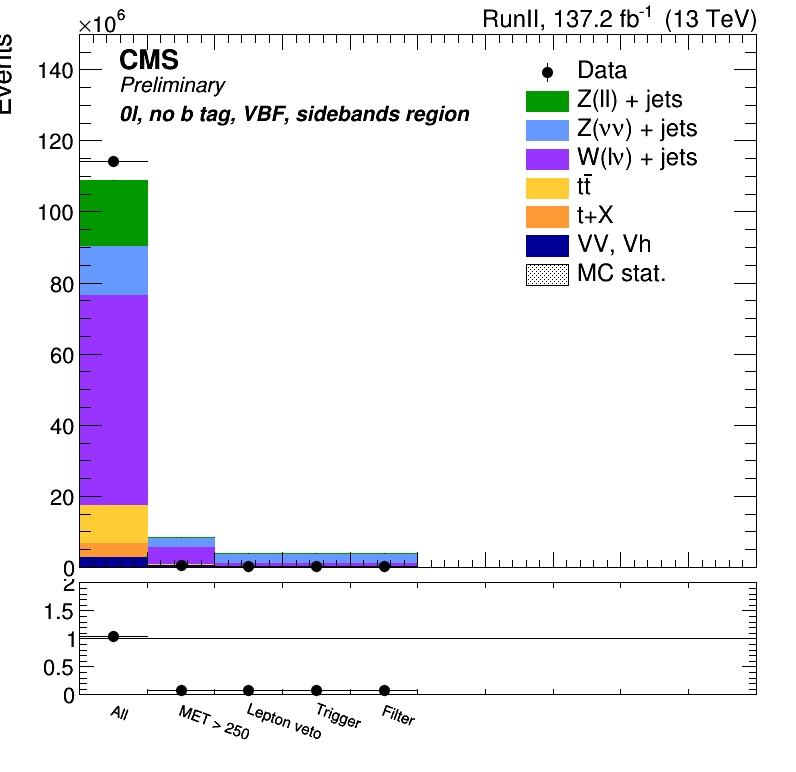 ×10⁶
RunII, 137.2 fb⁻¹ (13 TeV)
Events
CMS
Preliminary
0l, no b tag, VBF, sidebands region
Data
Z(ll) + jets
Z(νν) + jets
W(lν) + jets
tt̄
t+X
VV, Vh
MC stat.
140
120
100
80
60
40
20
0
2
1.5
1
0.5
0
All
MET > 250
Lepton veto
Trigger
Filter